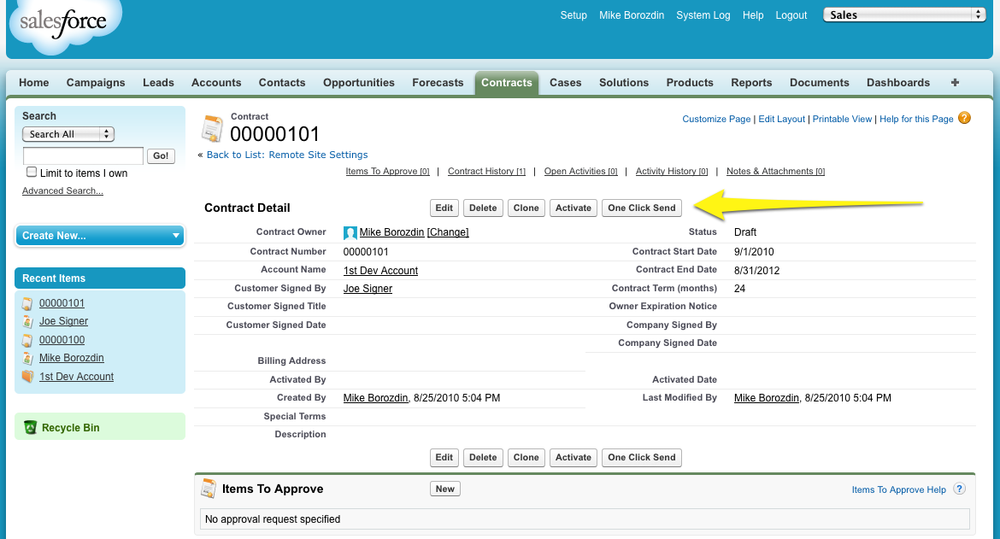 salesforce
Setup Mike Borozdin System Log Help Logout Sales
Home Campaigns Leads Accounts Contacts Opportunities Forecasts Contracts Cases Solutions Products Reports Documents Dashboards +
Search
Search All
Go!
Limit to items I own
Advanced Search...
Create New...
Recent Items
00000101
Joe Signer
00000100
Mike Borozdin
1st Dev Account
Recycle Bin
Contract
00000101
Customize Page | Edit Layout | Printable View | Help for this Page ?
« Back to List: Remote Site Settings
Items To Approve [0] | Contract History [1] | Open Activities [0] | Activity History [0] | Notes & Attachments [0]
Contract Detail Edit Delete Clone Activate One Click Send
Contract Owner Mike Borozdin [Change] Status Draft
Contract Number 00000101 Contract Start Date 9/1/2010
Account Name 1st Dev Account Contract End Date 8/31/2012
Customer Signed By Joe Signer Contract Term (months) 24
Customer Signed Title Owner Expiration Notice
Customer Signed Date Company Signed By
Company Signed Date
Billing Address
Activated By Activated Date
Created By Mike Borozdin, 8/25/2010 5:04 PM Last Modified By Mike Borozdin, 8/25/2010 5:04 PM
Special Terms
Description
Edit Delete Clone Activate One Click Send
Items To Approve New Items To Approve Help ?
No approval request specified